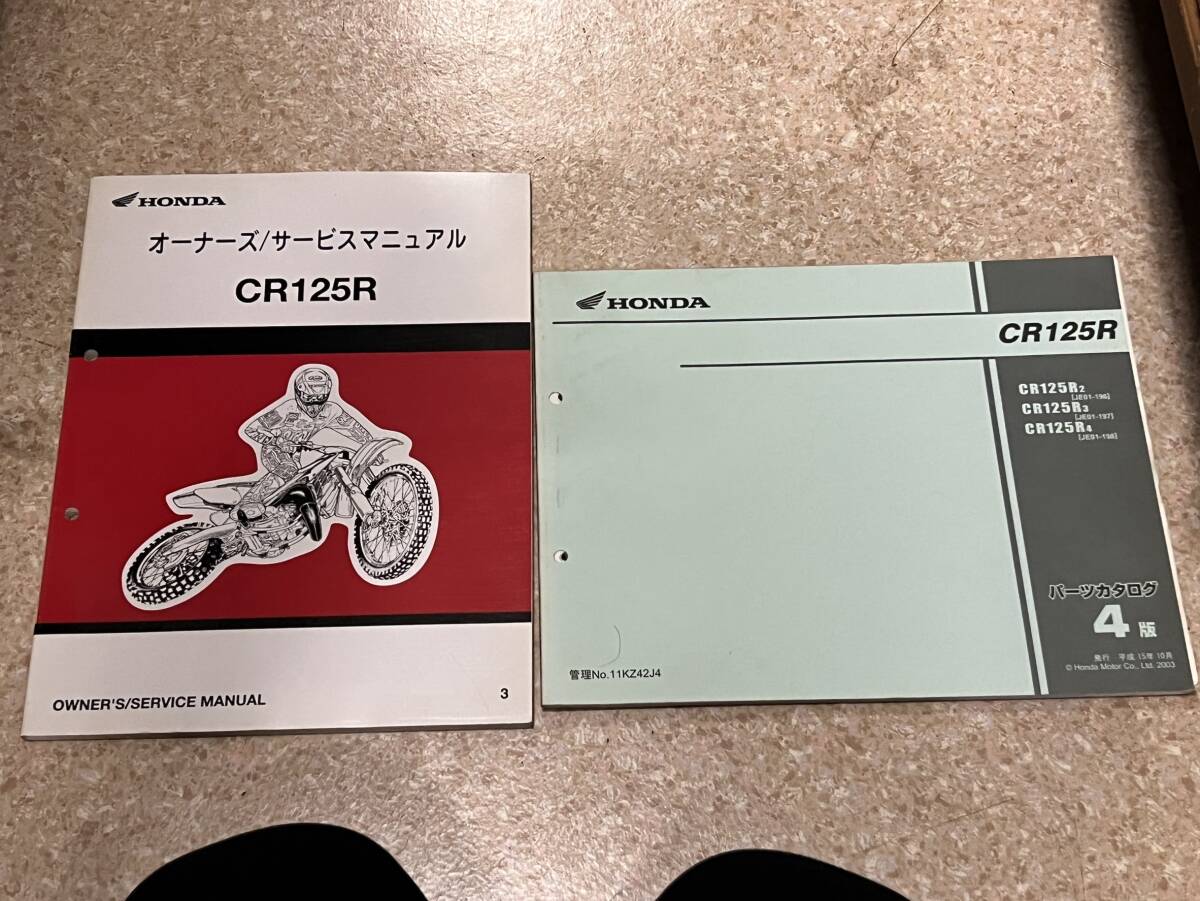 HONDA
オーナーズ/サービスマニュアル
CR125R
OWNER'S/SERVICE MANUAL
3
HONDA
CR125R
CR125R2
[JE01-196]
CR125R3
[JE01-197]
CR125R4
[JE01-198]
パーツカタログ
4版
発行 平成 15年 10月
© Honda Motor Co., Ltd. 2003
管理No.11KZ42J4